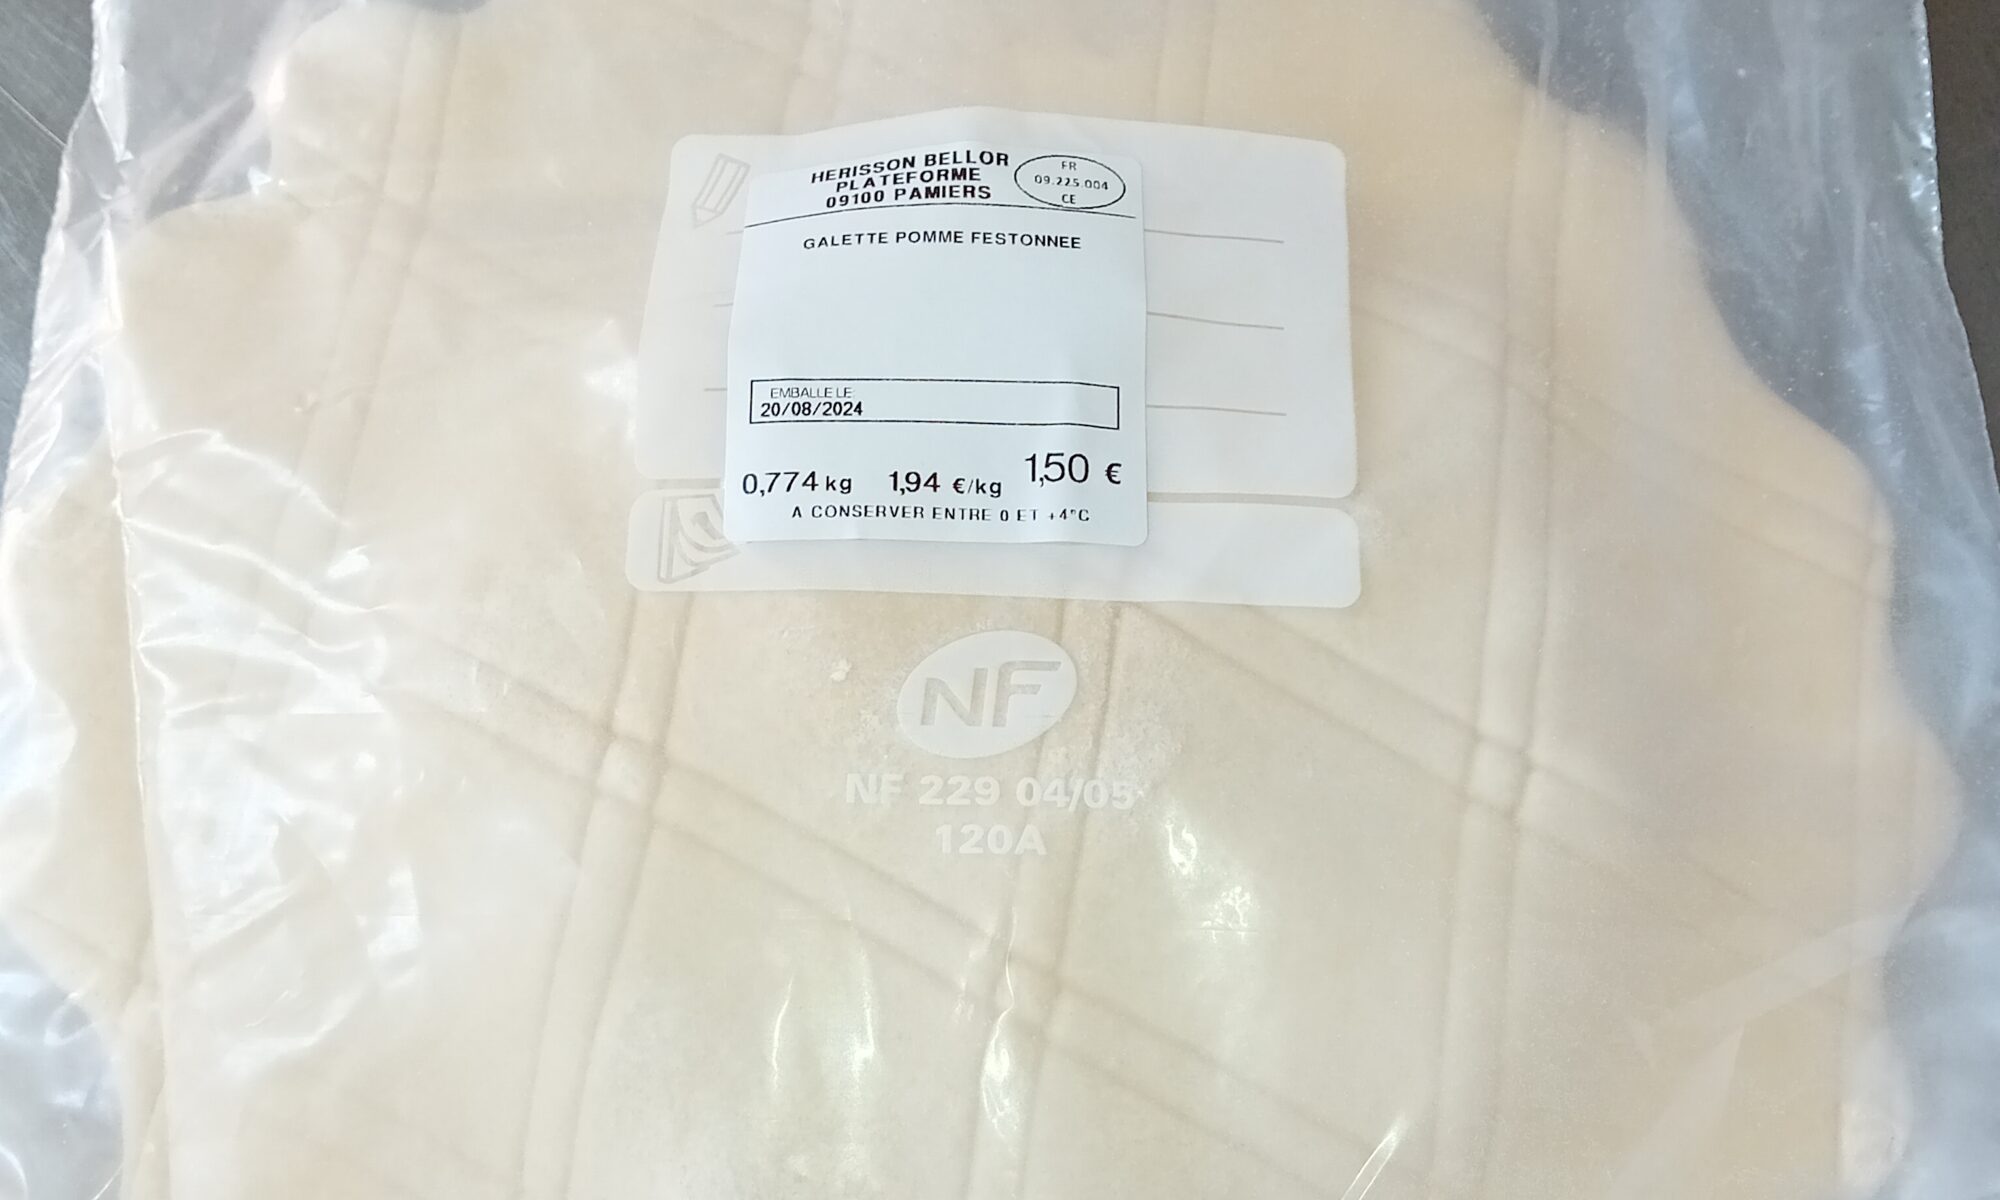 HERISSON BELLOR
PLATEFORME
09100 PAMIERS
FR
09.225.004
CE
GALETTE POMME FESTONNEE
EMBALLE LE:
20/08/2024
0,774 kg 1,94 €/kg 1,50 €
A CONSERVER ENTRE 0 ET +4°C
NF
NF 229 04/05
120A